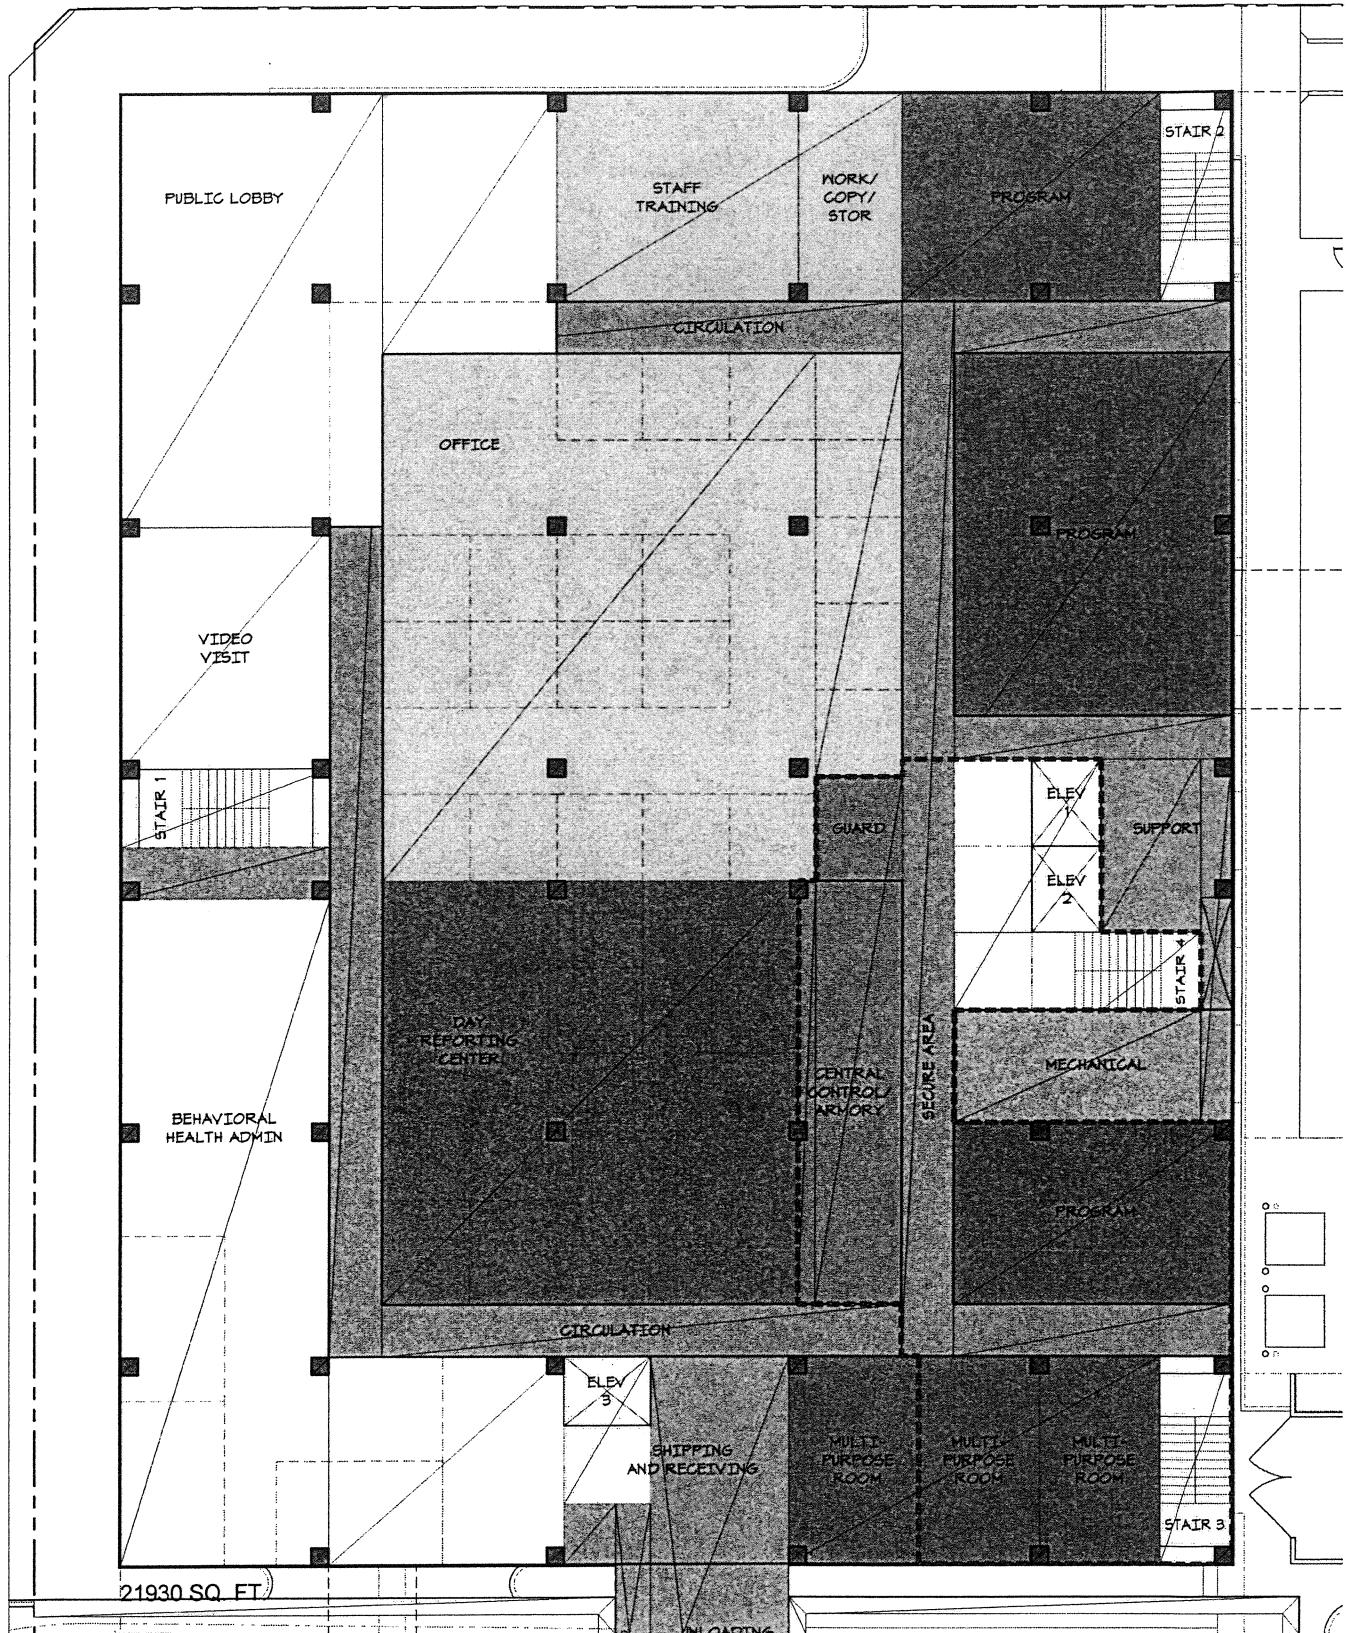 STAIR 2
PUBLIC LOBBY
STAFF
TRAINING
WORK/
COPY/
STOR
PROGRAM
CIRCULATION
OFFICE
PROGRAM
VIDEO
VISIT
STAIR 1
ELEV
1
SUPPORT
GUARD
ELEV
2
STAIR 4
DAY
REPORTING
CENTER
SECURE AREA
MECHANICAL
CENTRAL
CONTROL/
ARMORY
BEHAVIORAL
HEALTH ADMIN
PROGRAM
CIRCULATION
ELEV
3
SHIPPING
AND RECEIVING
MULTI-
PURPOSE
ROOM
MULTI-
PURPOSE
ROOM
MULTI-
PURPOSE
ROOM
STAIR 3
21930 SQ. FT.